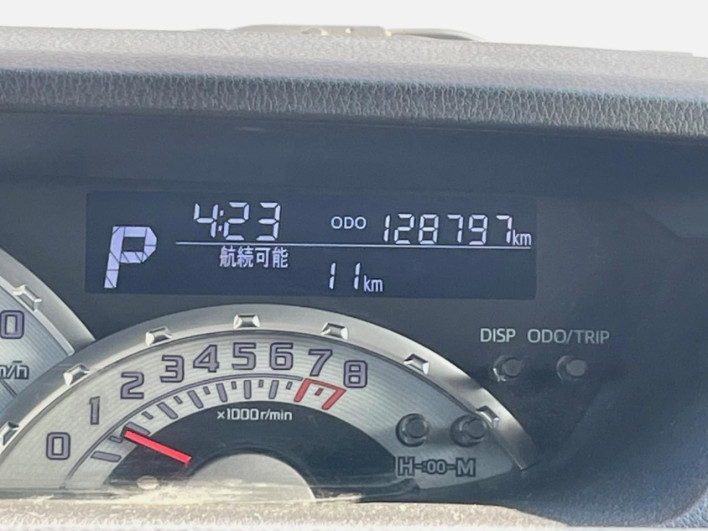 4:23 ODO 128797km
P
航続可能
11km
DISP ODO/TRIP
0 1 2 3 4 5 6 7 8
×1000r/min
H-:00-M
0